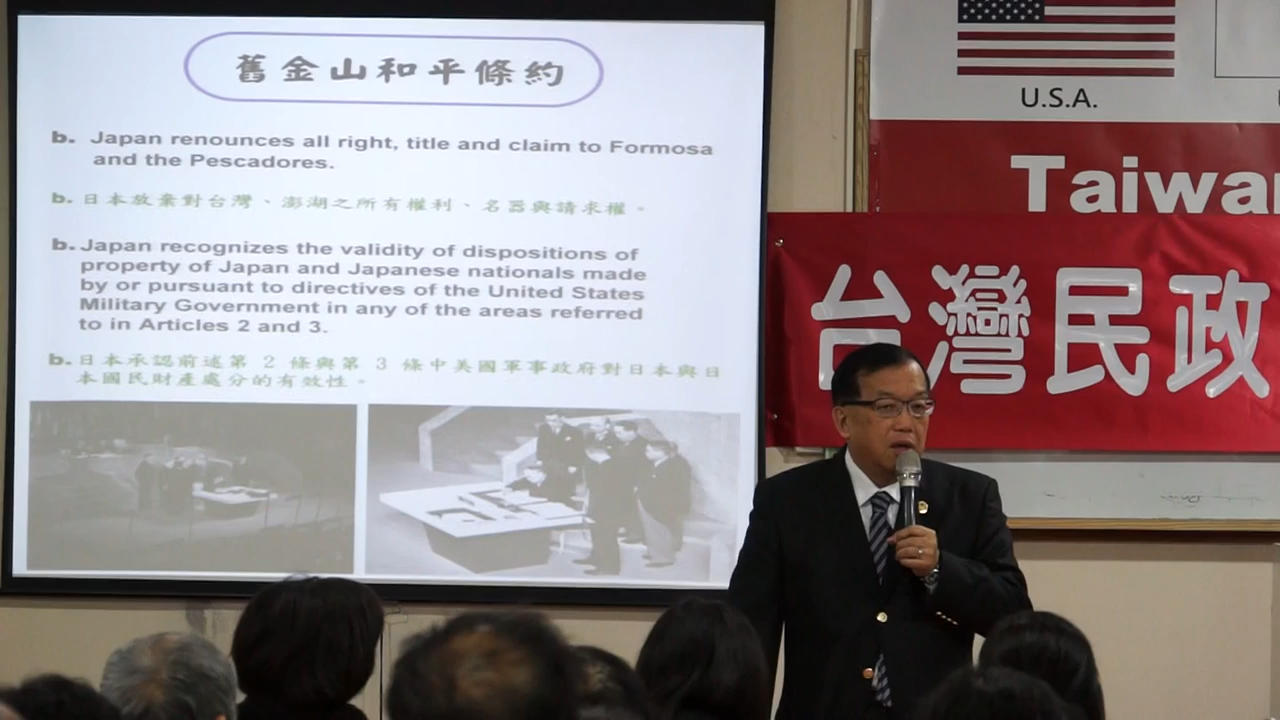 舊金山和平條約
b. Japan renounces all right, title and claim to Formosa
and the Pescadores.
b. 日本放棄對台灣、澎湖之所有權利、名器與請求權。
b. Japan recognizes the validity of dispositions of
property of Japan and Japanese nationals made
by or pursuant to directives of the United States
Military Government in any of the areas referred
to in Articles 2 and 3.
b. 日本承認前述第 2 條與第 3 條中美國軍事政府對日本與日
本國民財產處分的有效性。
U.S.A.
Taiwa
台灣民政